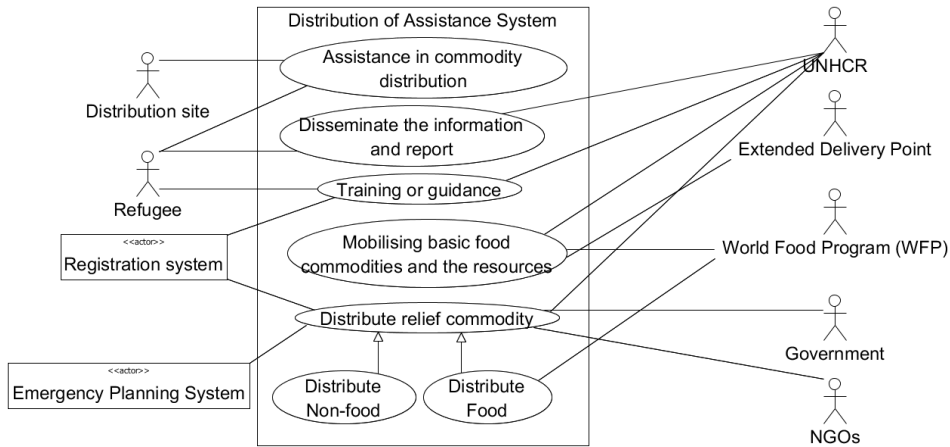 Distribution of Assistance System
Assistance in commodity
distribution
UNHCR
Distribution site
Disseminate the information
and report
Extended Delivery Point
Refugee
Training or guidance
<<actor>>
Registration system
Mobilising basic food
commodities and the resources
World Food Program (WFP)
Distribute relief commodity
Government
<<actor>>
Emergency Planning System
Distribute
Non-food
Distribute
Food
NGOs